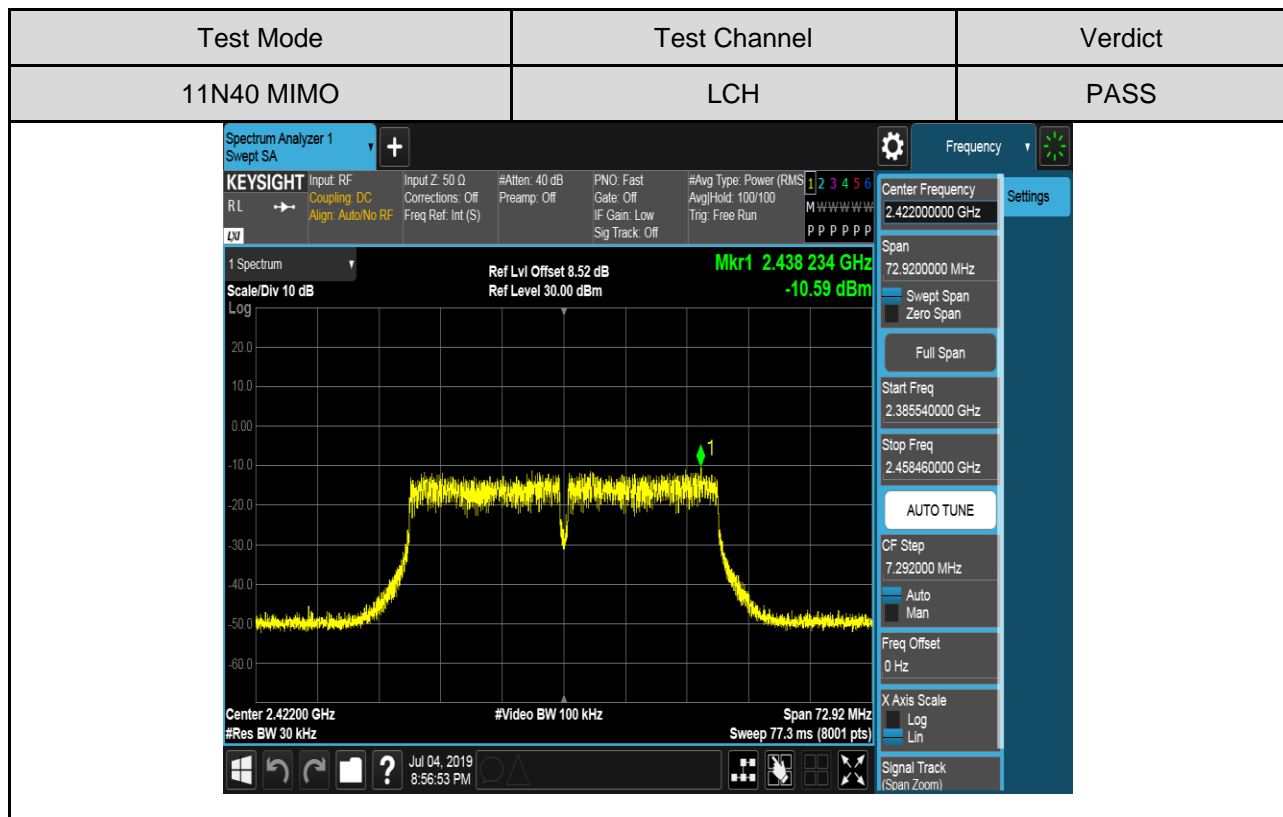 Test Mode Test Channel Verdict
11N40 MIMO LCH PASS
Spectrum Analyzer 1
Swept SA
Frequency
KEYSIGHT
RL
LXI
Input: RF
Coupling: DC
Align: Auto/No RF
Input Z: 50 Ω
Corrections: Off
Freq Ref: Int (S)
#Atten: 40 dB
Preamp: Off
PNO: Fast
Gate: Off
IF Gain: Low
Sig Track: Off
#Avg Type: Power (RMS
Avg|Hold: 100/100
Trig: Free Run
1 2 3 4 5 6
M W W W W W
P P P P P P
1 Spectrum
Scale/Div 10 dB
Ref Lvl Offset 8.52 dB
Ref Level 30.00 dBm
Mkr1 2.438 234 GHz
-10.59 dBm
Log
20.0
10.0
0.00
-10.0
-20.0
-30.0
-40.0
-50.0
-60.0
1
Center 2.42200 GHz
#Res BW 30 kHz
#Video BW 100 kHz
Span 72.92 MHz
Sweep 77.3 ms (8001 pts)
?
Jul 04, 2019
8:56:53 PM
Center Frequency
2.422000000 GHz
Span
72.9200000 MHz
Swept Span
Zero Span
Full Span
Start Freq
2.385540000 GHz
Stop Freq
2.458460000 GHz
AUTO TUNE
CF Step
7.292000 MHz
Auto
Man
Freq Offset
0 Hz
X Axis Scale
Log
Lin
Signal Track
(Span Zoom)
Settings